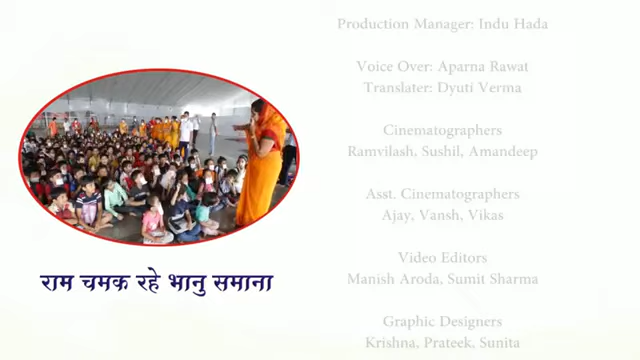 राम चमक रहे भानु समाना
Production Manager: Indu Hada
Voice Over: Aparna Rawat
Translater: Dyuti Verma
Cinematographers
Ramvilash, Sushil, Amandeep
Asst. Cinematographers
Ajay, Vansh, Vikas
Video Editors
Manish Aroda, Sumit Sharma
Graphic Designers
Krishna, Prateek, Sunita